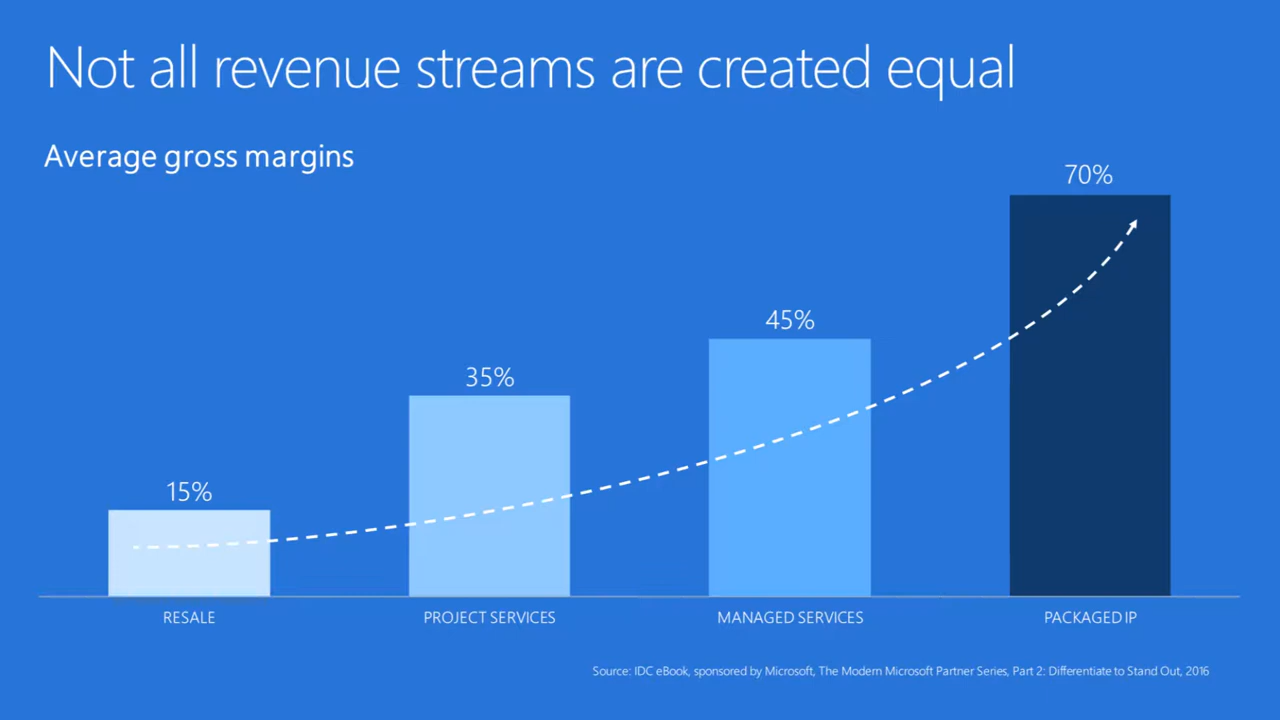 Not all revenue streams are created equal
Average gross margins
70%
45%
35%
15%
RESALE
PROJECT SERVICES
MANAGED SERVICES
PACKAGED IP
Source: IDC eBook, sponsored by Microsoft, The Modern Microsoft Partner Series, Part 2: Differentiate to Stand Out, 2016